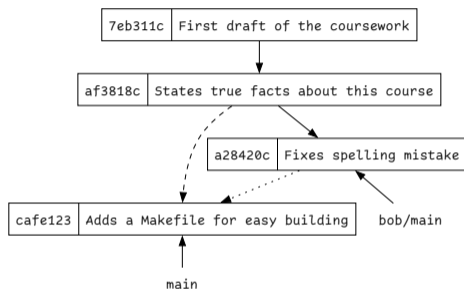 7eb311c First draft of the coursework
af3818c States true facts about this course
a28420c Fixes spelling mistake
cafe123 Adds a Makefile for easy building
bob/main
main